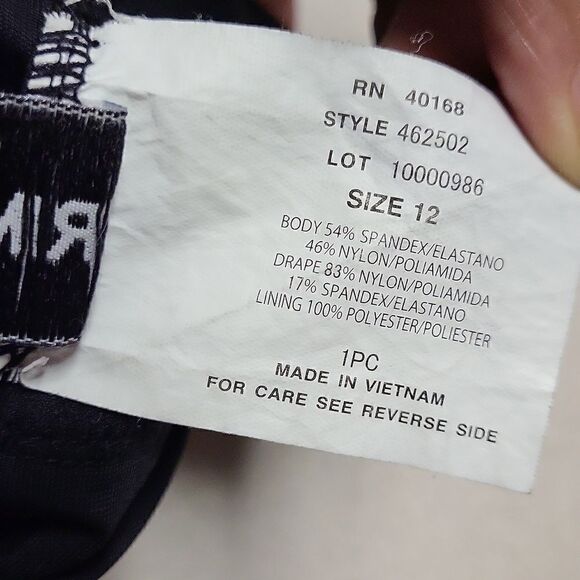 RN 40168
STYLE 462502
LOT 10000986
SIZE 12
BODY 54% SPANDEX/ELASTANO
46% NYLON/POLIAMIDA
DRAPE 83% NYLON/POLIAMIDA
17% SPANDEX/ELASTANO
LINING 100% POLYESTER/POLIESTER
1PC
MADE IN VIETNAM
FOR CARE SEE REVERSE SIDE